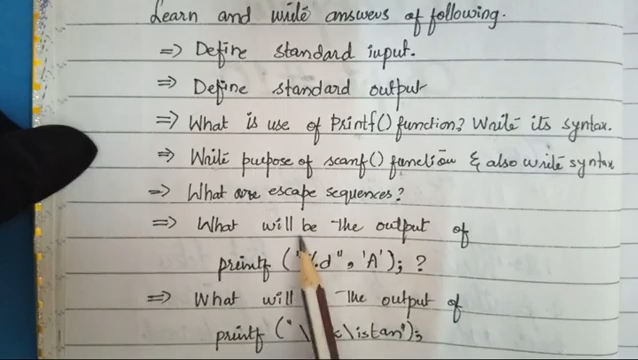 Learn and write answers of following.
⇒ Define standard input.
⇒ Define standard output
⇒ What is use of printf() function? Write its syntax.
⇒ Write purpose of scanf() function & also write syntax
⇒ What are escape sequences?
⇒ What will be the output of
printf ("%d", 'A'); ?
⇒ What will the output of
printf ("\ \istan");